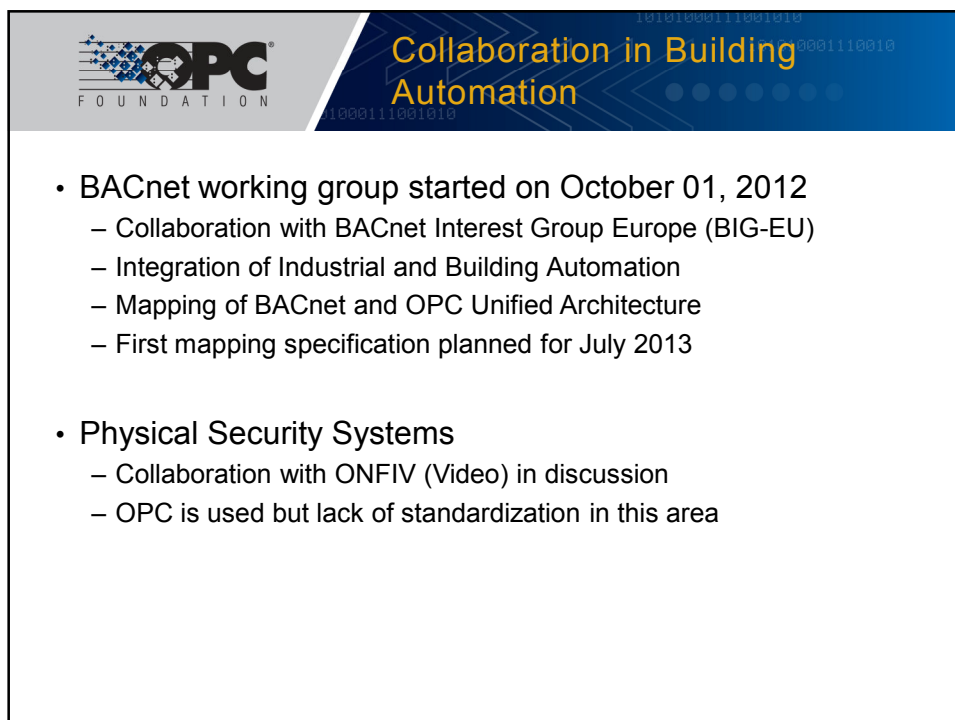 10101000111001010
OPC®
FOUNDATION
Collaboration in Building
Automation
01000111001010
• BACnet working group started on October 01, 2012
– Collaboration with BACnet Interest Group Europe (BIG-EU)
– Integration of Industrial and Building Automation
– Mapping of BACnet and OPC Unified Architecture
– First mapping specification planned for July 2013
• Physical Security Systems
– Collaboration with ONFIV (Video) in discussion
– OPC is used but lack of standardization in this area